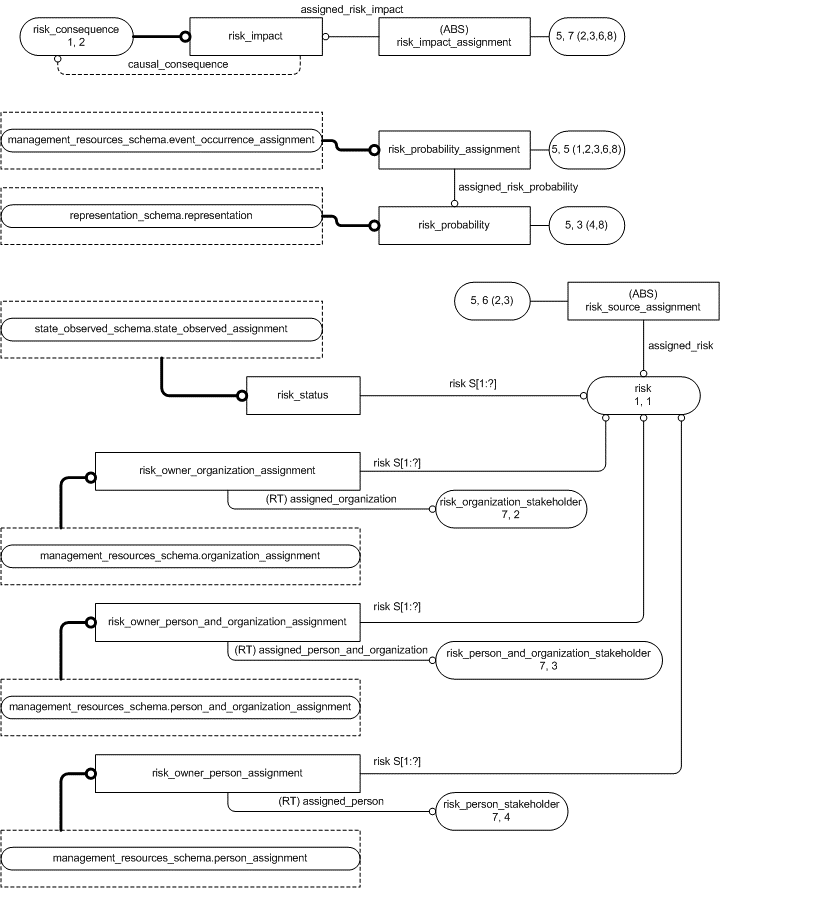 assigned_risk_impact
risk_consequence
1, 2
risk_impact
(ABS)
risk_impact_assignment
5, 7 (2,3,6,8)
causal_consequence
management_resources_schema.event_occurrence_assignment
risk_probability_assignment
5, 5 (1,2,3,6,8)
assigned_risk_probability
representation_schema.representation
risk_probability
5, 3 (4,8)
5, 6 (2,3)
(ABS)
risk_source_assignment
state_observed_schema.state_observed_assignment
assigned_risk
risk_status
risk S[1:?]
risk
1, 1
risk_owner_organization_assignment
risk S[1:?]
(RT) assigned_organization
risk_organization_stakeholder
7, 2
management_resources_schema.organization_assignment
risk_owner_person_and_organization_assignment
risk S[1:?]
(RT) assigned_person_and_organization
risk_person_and_organization_stakeholder
7, 3
management_resources_schema.person_and_organization_assignment
risk_owner_person_assignment
risk S[1:?]
(RT) assigned_person
risk_person_stakeholder
7, 4
management_resources_schema.person_assignment